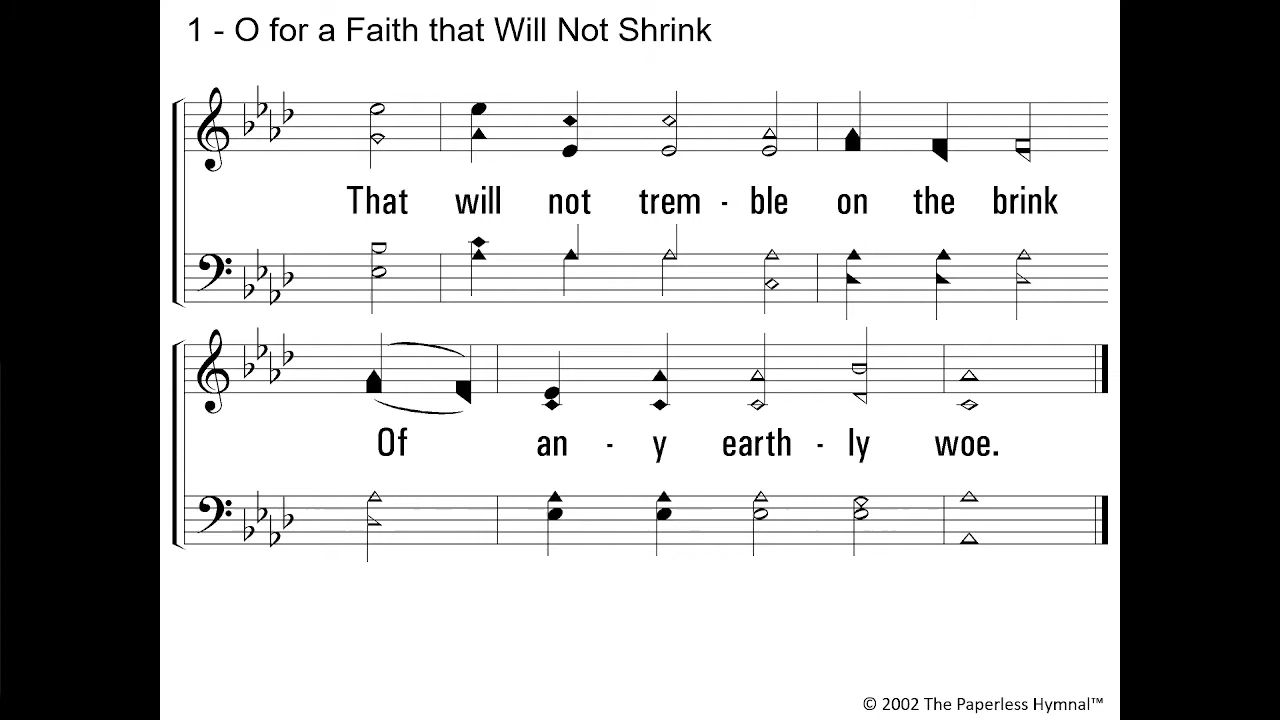 1 - O for a Faith that Will Not Shrink
That will not trem - ble on the brink
Of an - y earth - ly woe.
© 2002 The Paperless Hymnal™